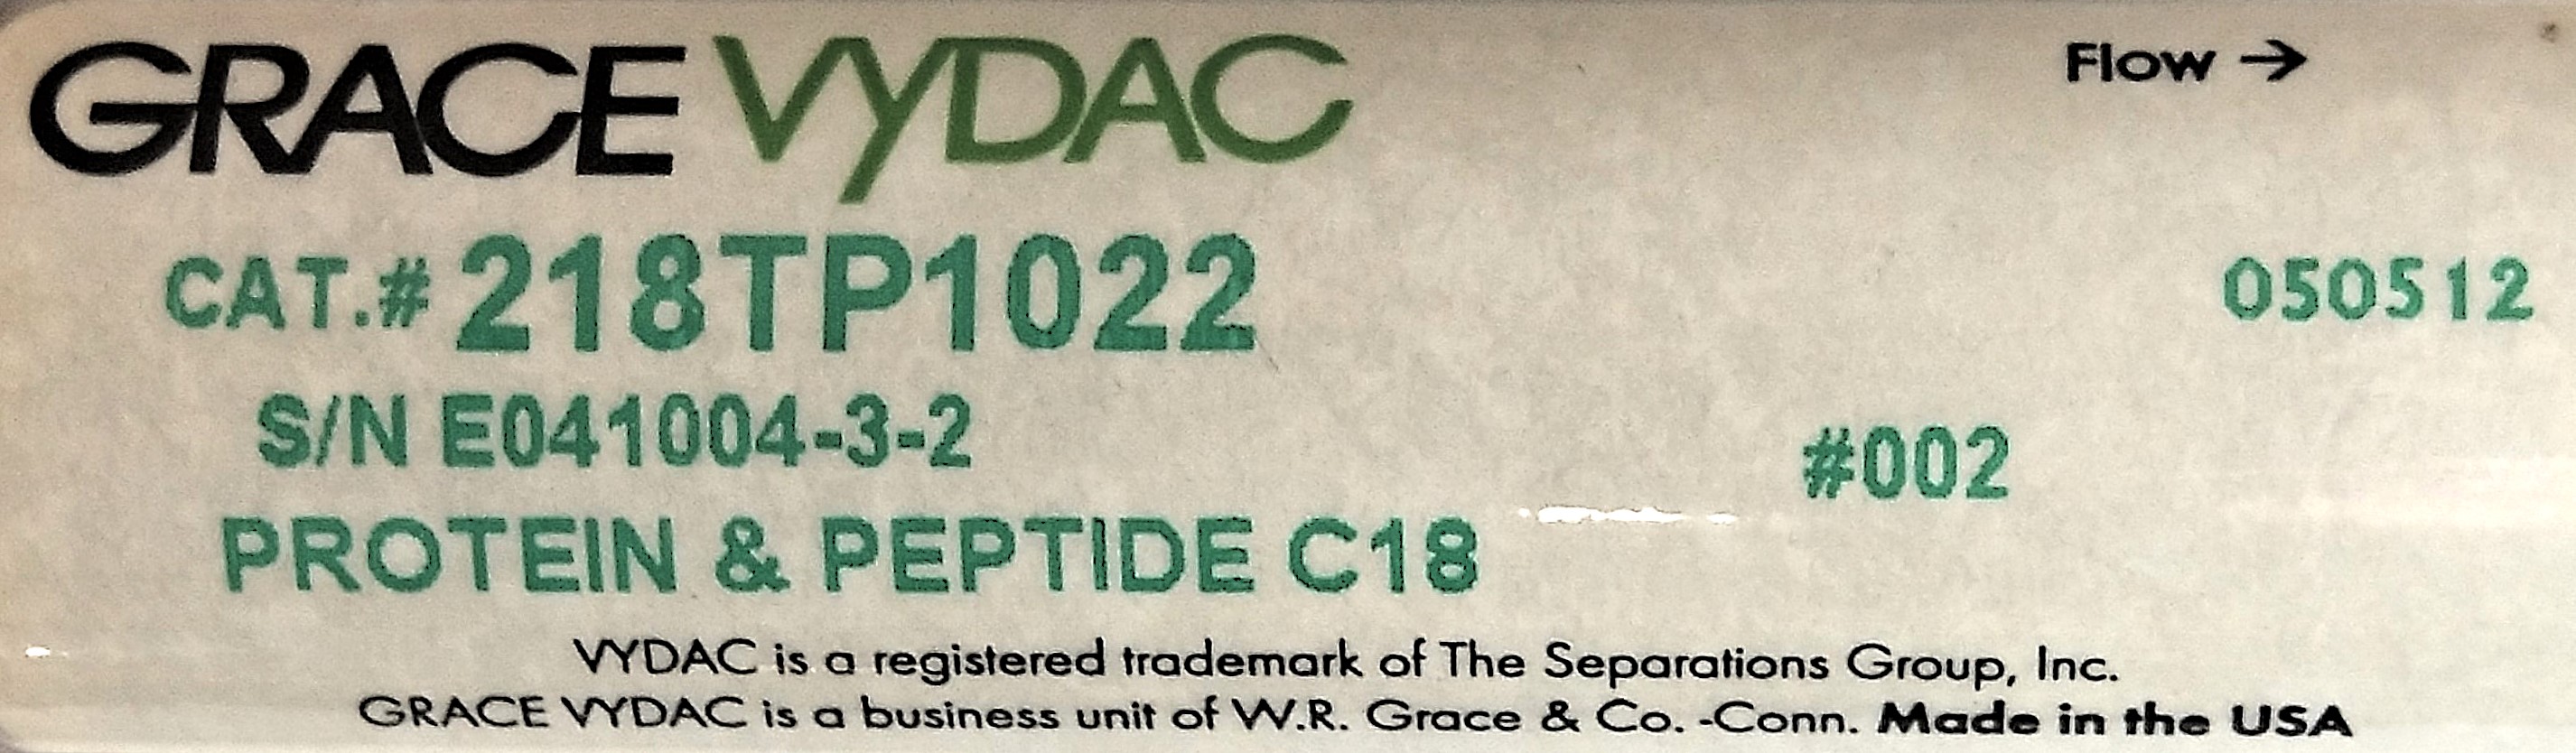 GRACE VYDAC Flow →
CAT.# 218TP1022 050512
S/N E041004-3-2 #002
PROTEIN & PEPTIDE C18
VYDAC is a registered trademark of The Separations Group, Inc.
GRACE VYDAC is a business unit of W.R. Grace & Co. -Conn. Made in the USA